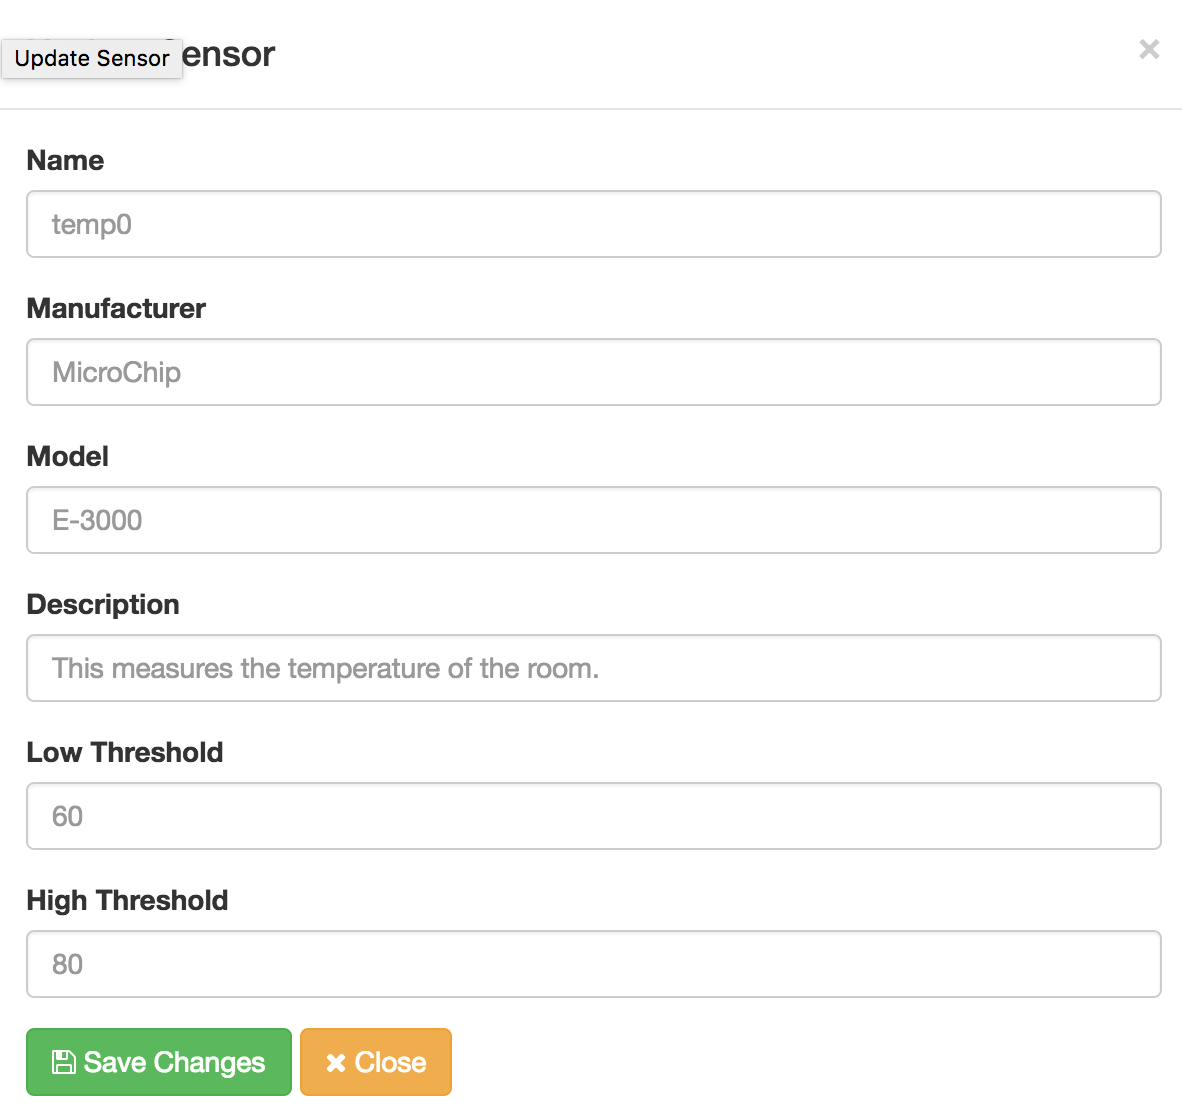 Update Sensor ensor
×
Name
temp0
Manufacturer
MicroChip
Model
E-3000
Description
This measures the temperature of the room.
Low Threshold
60
High Threshold
80
Save Changes
Close